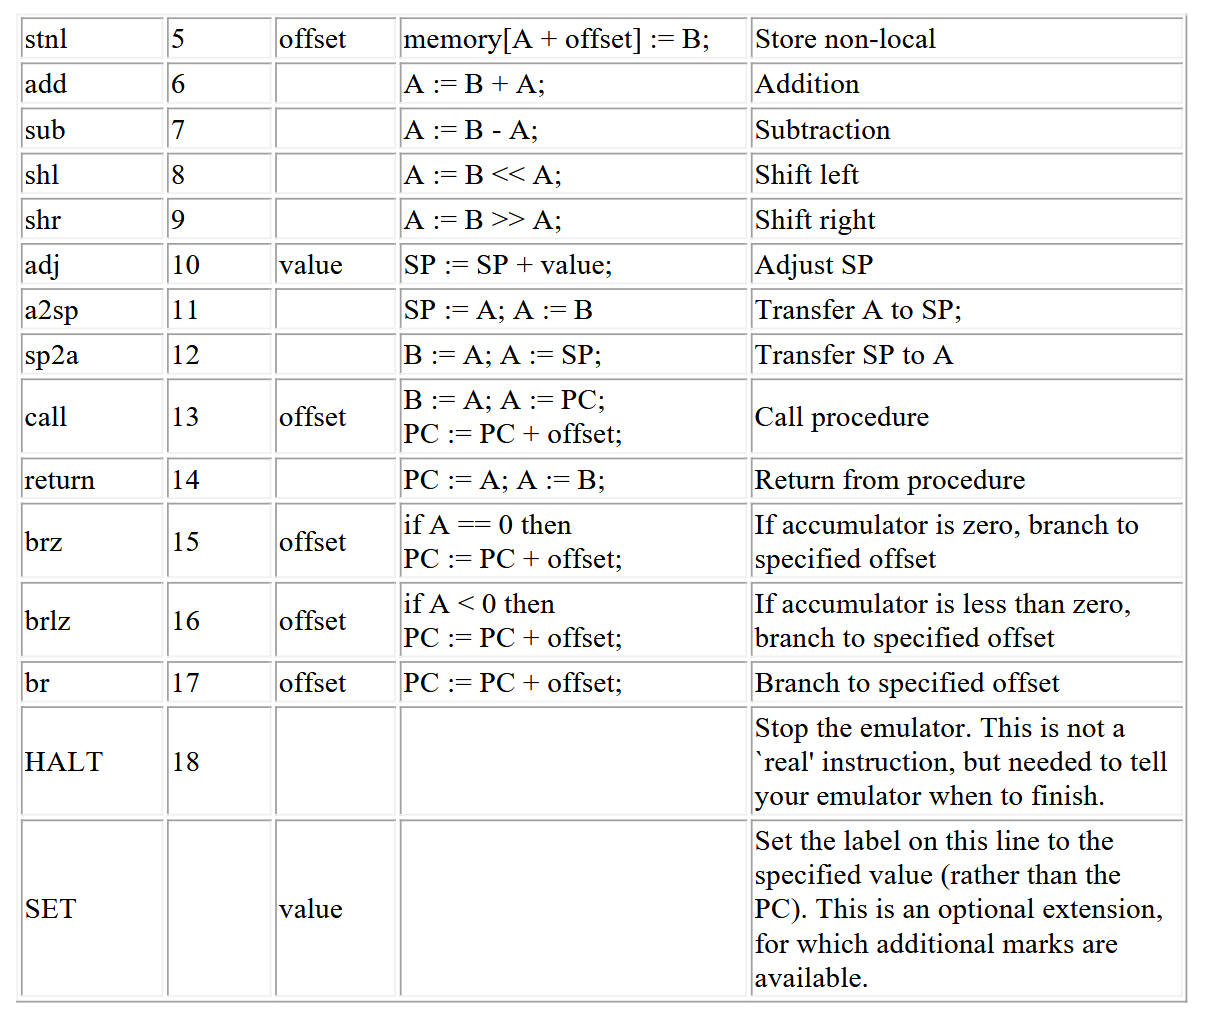 stnl 5 offset memory[A + offset] := B; Store non-local
add 6 A := B + A; Addition
sub 7 A := B - A; Subtraction
shl 8 A := B << A; Shift left
shr 9 A := B >> A; Shift right
adj 10 value SP := SP + value; Adjust SP
a2sp 11 SP := A; A := B Transfer A to SP;
sp2a 12 B := A; A := SP; Transfer SP to A
call 13 offset B := A; A := PC;
PC := PC + offset; Call procedure
return 14 PC := A; A := B; Return from procedure
brz 15 offset if A == 0 then
PC := PC + offset; If accumulator is zero, branch to
specified offset
brlz 16 offset if A < 0 then
PC := PC + offset; If accumulator is less than zero,
branch to specified offset
br 17 offset PC := PC + offset; Branch to specified offset
HALT 18 Stop the emulator. This is not a
`real' instruction, but needed to tell
your emulator when to finish.
SET value Set the label on this line to the
specified value (rather than the
PC). This is an optional extension,
for which additional marks are
available.